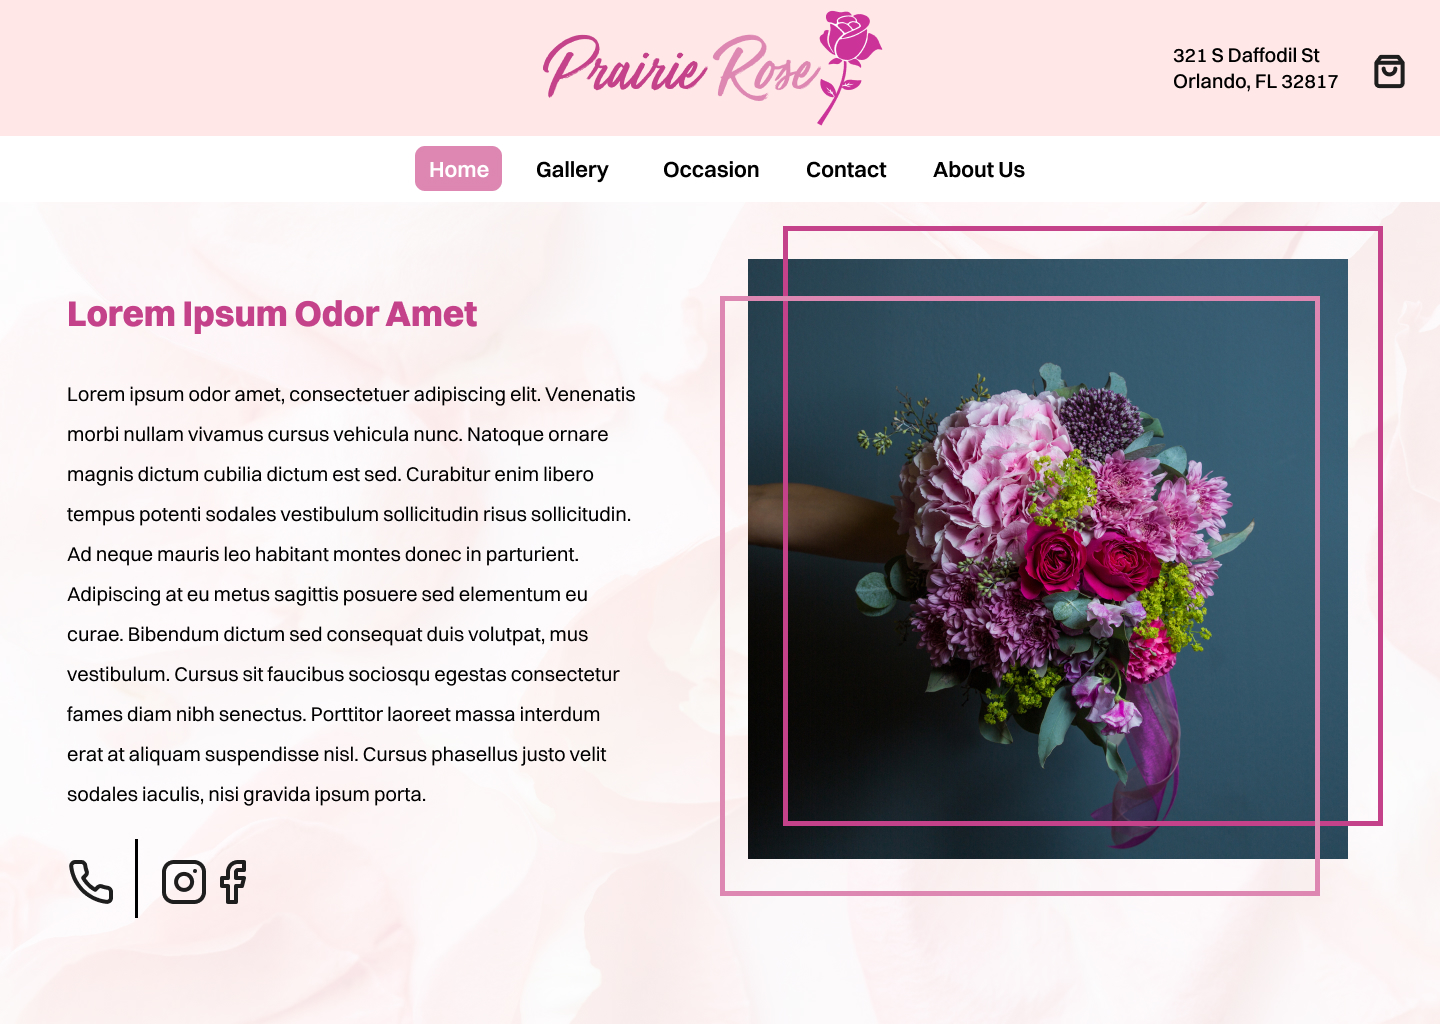 Prairie Rose
321 S Daffodil St
Orlando, FL 32817
Home
Gallery
Occasion
Contact
About Us
Lorem Ipsum Odor Amet
Lorem ipsum odor amet, consectetuer adipiscing elit. Venenatis
morbi nullam vivamus cursus vehicula nunc. Natoque ornare
magnis dictum cubilia dictum est sed. Curabitur enim libero
tempus potenti sodales vestibulum sollicitudin risus sollicitudin.
Ad neque mauris leo habitant montes donec in parturient.
Adipiscing at eu metus sagittis posuere sed elementum eu
curae. Bibendum dictum sed consequat duis volutpat, mus
vestibulum. Cursus sit faucibus sociosqu egestas consectetur
fames diam nibh senectus. Porttitor laoreet massa interdum
erat at aliquam suspendisse nisl. Cursus phasellus justo velit
sodales iaculis, nisi gravida ipsum porta.